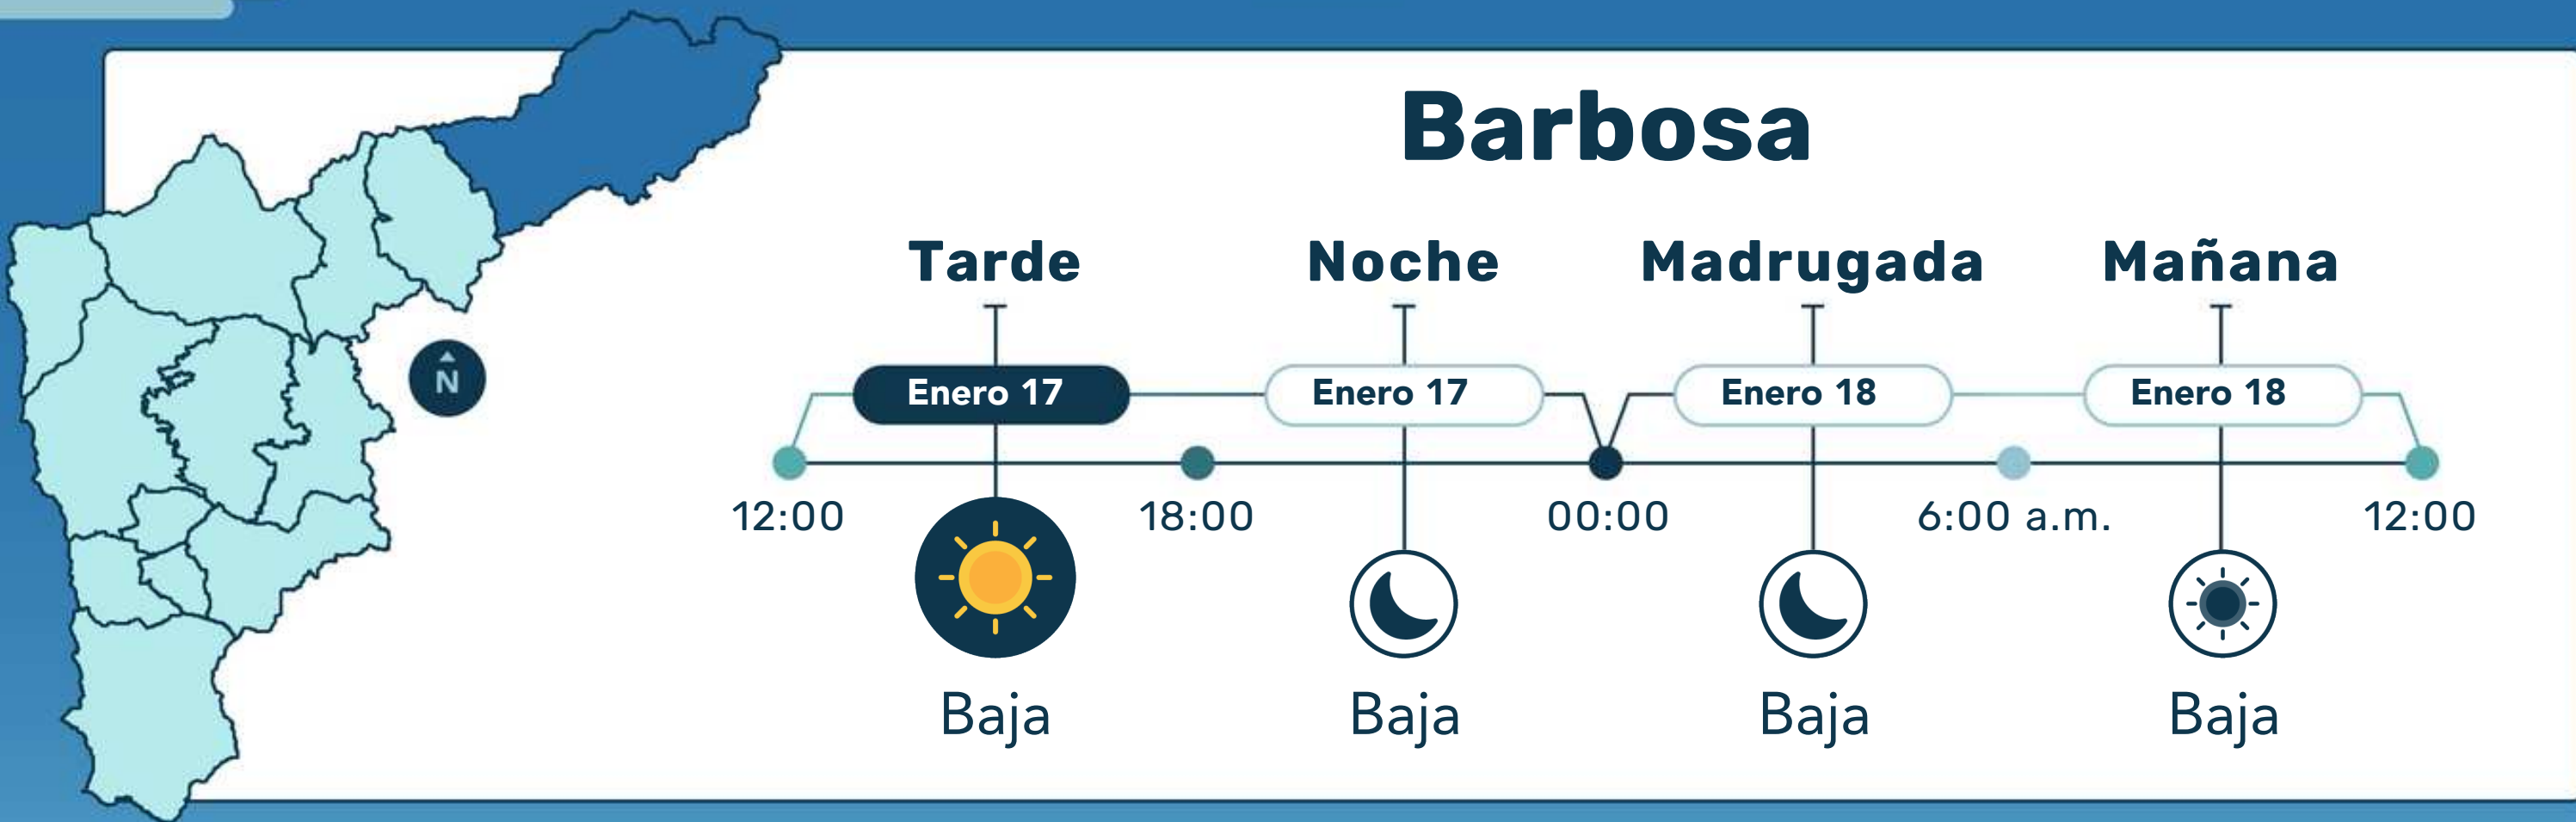 Barbosa
Tarde Noche Madrugada Mañana
Enero 17 Enero 17 Enero 18 Enero 18
N
12:00 18:00 00:00 6:00 a.m. 12:00
Baja Baja Baja Baja